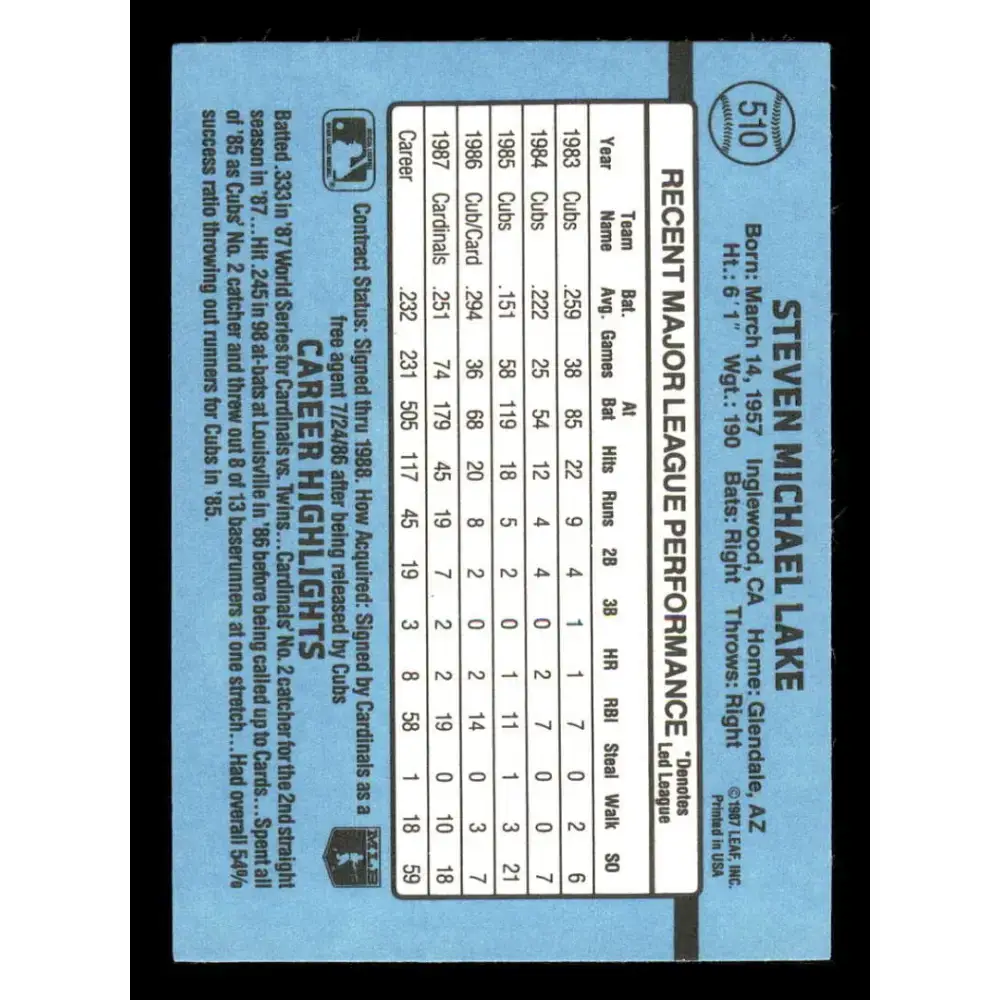 510
STEVEN MICHAEL LAKE
Born: March 14, 1957 Inglewood, CA Home: Glendale, AZ
Ht.: 6'1" Wgt.: 190 Bats: Right Throws: Right
©1987 LEAF, INC.
Printed in USA
RECENT MAJOR LEAGUE PERFORMANCE *Denotes Led League
Year Team Name Bat. Avg. Games At Bat Hits Runs 2B 3B HR RBI Steal Walk SO
1983 Cubs .259 38 85 22 9 4 1 1 7 0 2 6
1984 Cubs .222 25 54 12 4 4 0 2 7 0 0 7
1985 Cubs .151 58 119 18 5 2 0 1 11 1 3 21
1986 Cub/Card .294 36 68 20 8 2 0 2 14 0 3 7
1987 Cardinals .251 74 179 45 19 7 2 2 19 0 10 18
Career .232 231 505 117 45 19 3 8 58 1 18 59
Contract Status: Signed thru 1988. How Acquired: Signed by Cardinals as a
free agent 7/24/86 after being released by Cubs
MLB
CAREER HIGHLIGHTS
Batted .333 in '87 World Series for Cardinals vs. Twins...Cardinals' No. 2 catcher for the 2nd straight
season in '87...Hit .245 in 98 at-bats at Louisville in '86 before being called up to Cards...Spent all
of '85 as Cubs' No. 2 catcher and threw out 8 of 13 baserunners at one stretch...Had overall 54%
success ratio throwing out runners for Cubs in '85.